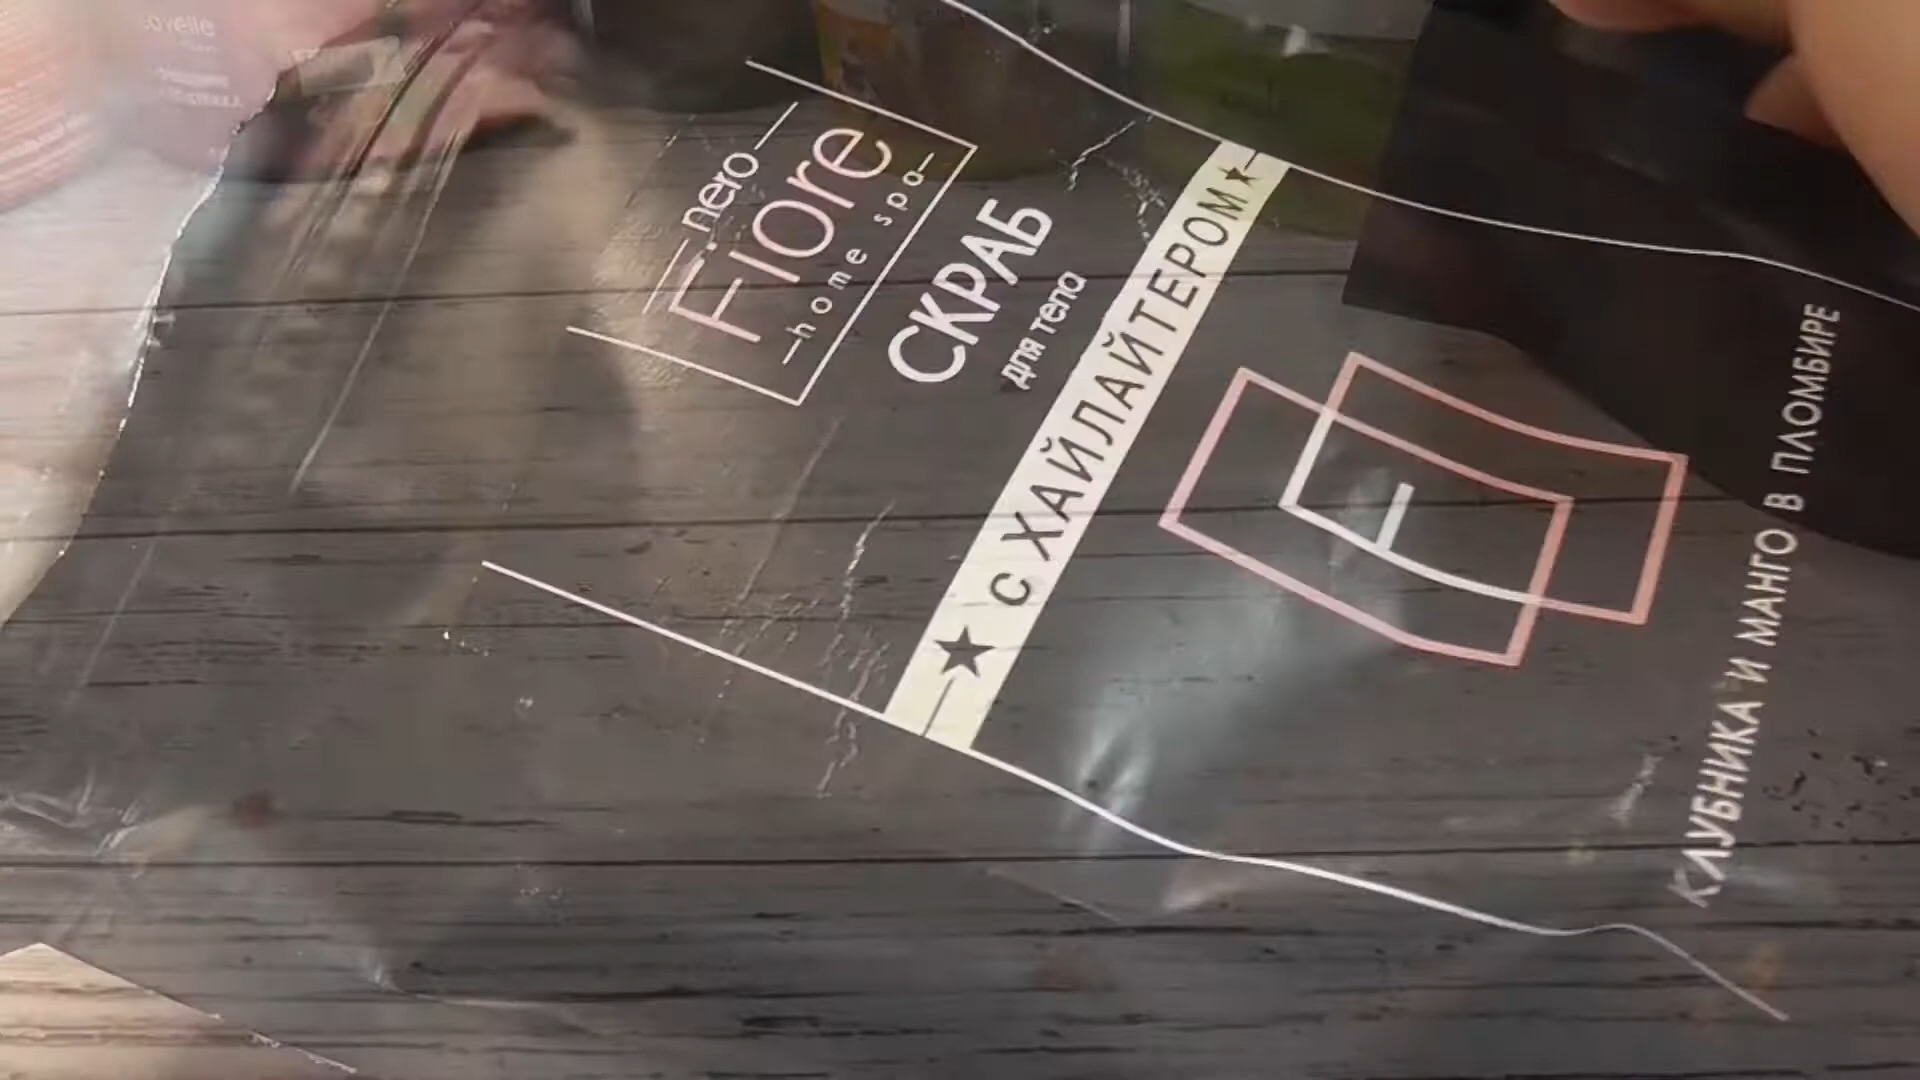 nero
Fiore
home spa
СКРАБ
для тела
★ С ХАЙЛАЙТЕРОМ ★
КЛУБНИКА И МАНГО В ПЛОМБИРЕ